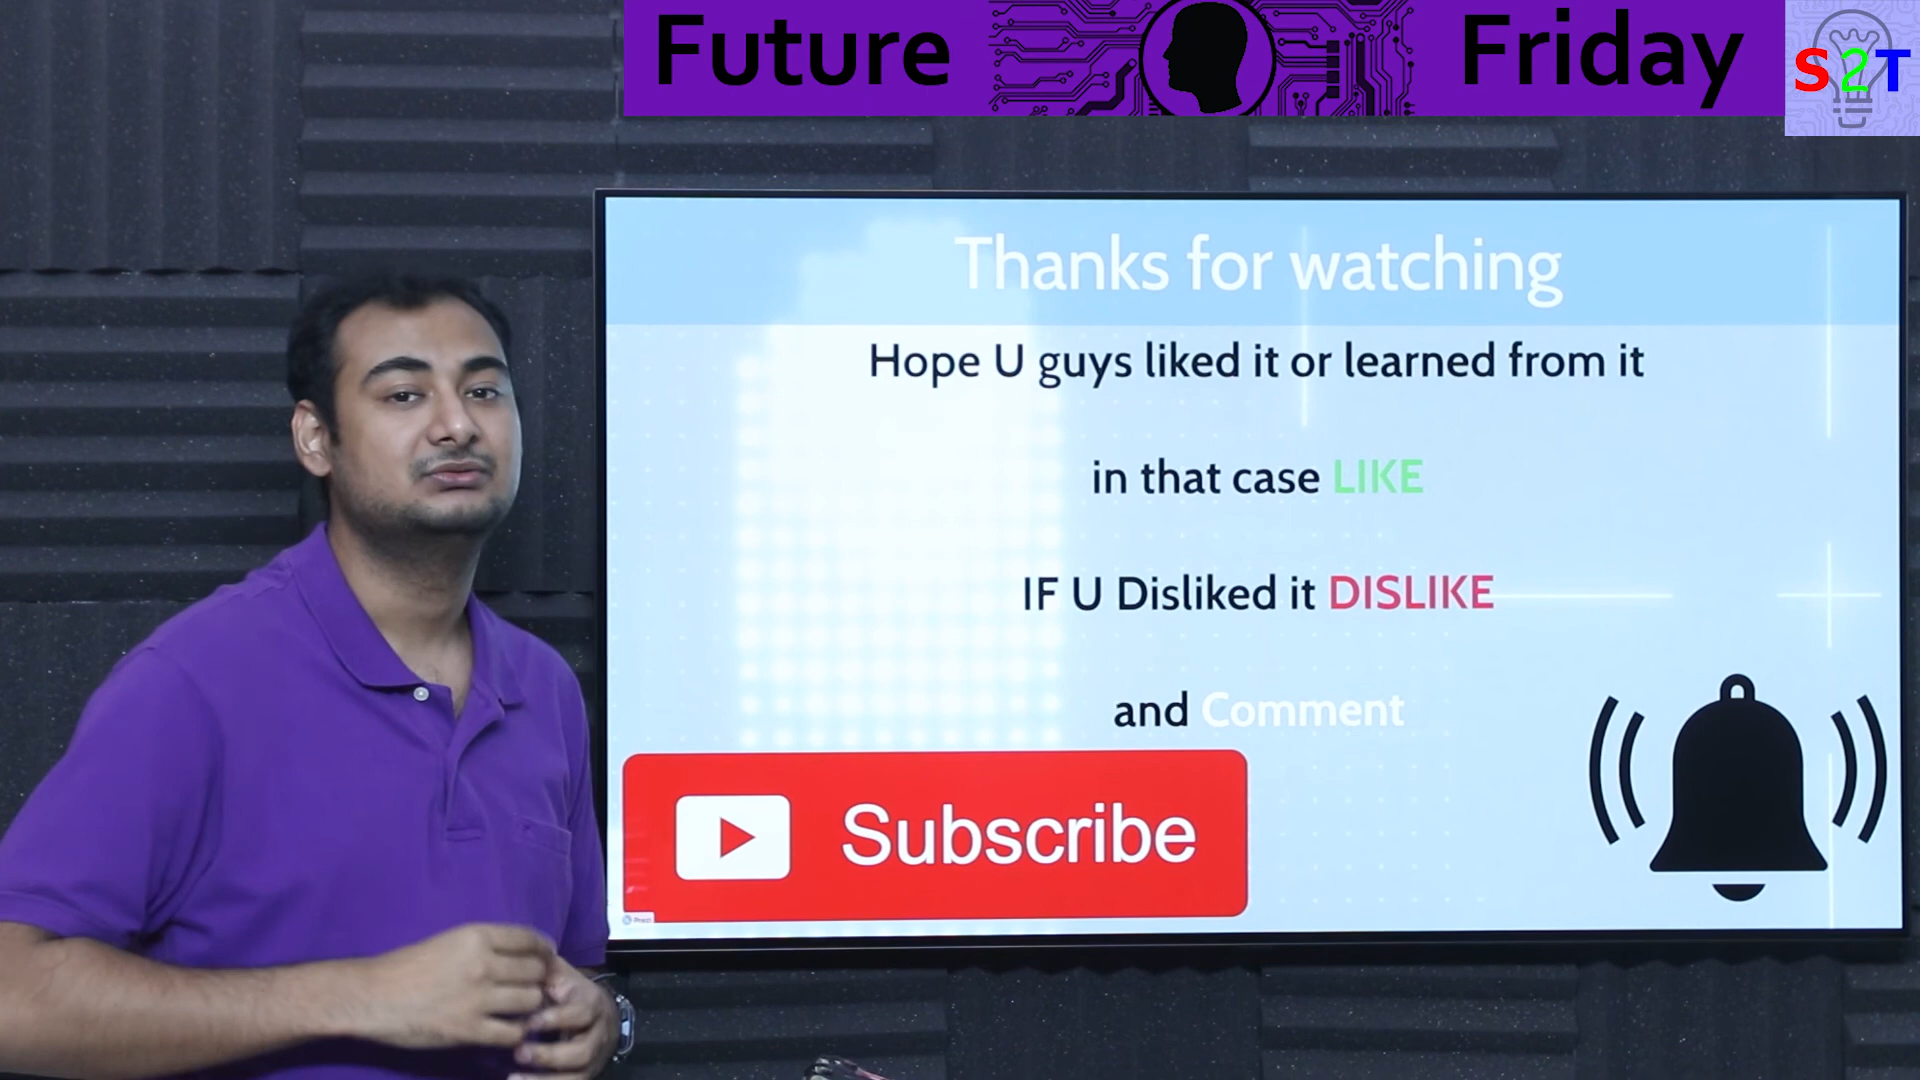 Future Friday
S2T
Thanks for watching
Hope U guys liked it or learned from it
in that case LIKE
IF U Disliked it DISLIKE
and Comment
Subscribe
Prezi